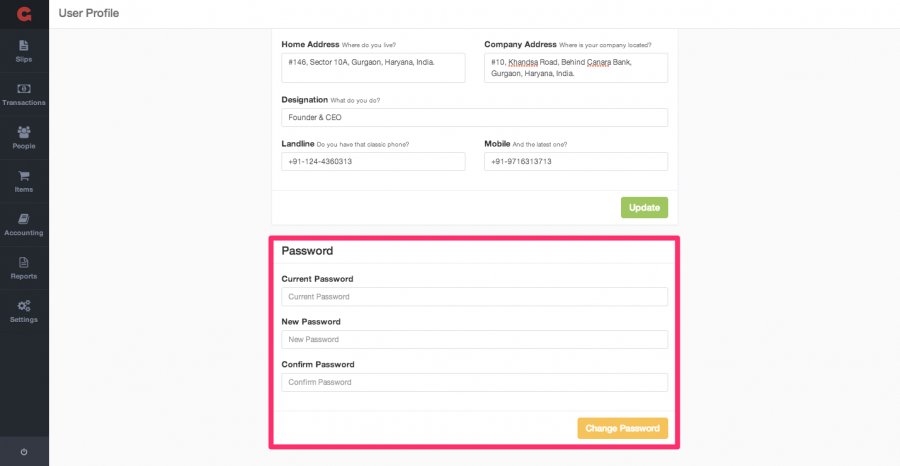 User Profile
Slips
Transactions
People
Items
Accounting
Reports
Settings
Home Address Where do you live?
#146, Sector 10A, Gurgaon, Haryana, India.
Company Address Where is your company located?
#10, Khandsa Road, Behind Canara Bank,
Gurgaon, Haryana, India.
Designation What do you do?
Founder & CEO
Landline Do you have that classic phone?
+91-124-4360313
Mobile And the latest one?
+91-9716313713
Update
Password
Current Password
Current Password
New Password
New Password
Confirm Password
Confirm Password
Change Password